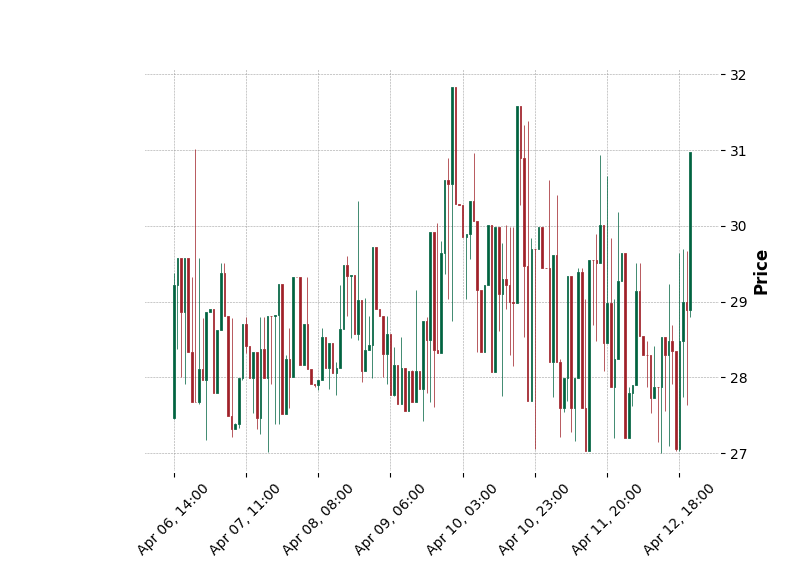 32
31
30
29
28
27
Price
Apr 06, 14:00
Apr 07, 11:00
Apr 08, 08:00
Apr 09, 06:00
Apr 10, 03:00
Apr 10, 23:00
Apr 11, 20:00
Apr 12, 18:00